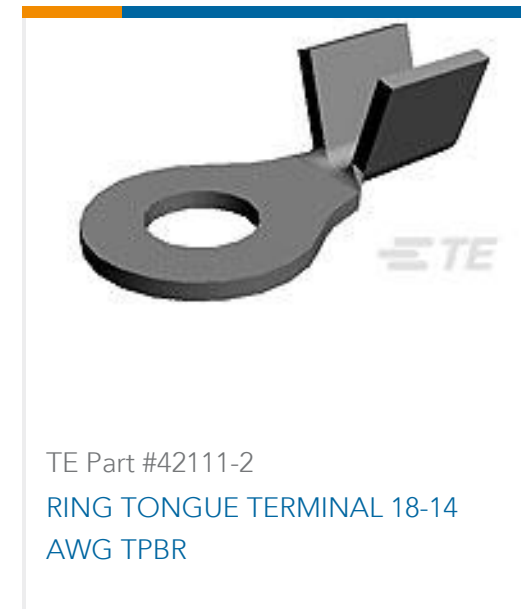 TE
TE Part #42111-2
RING TONGUE TERMINAL 18-14
AWG TPBR